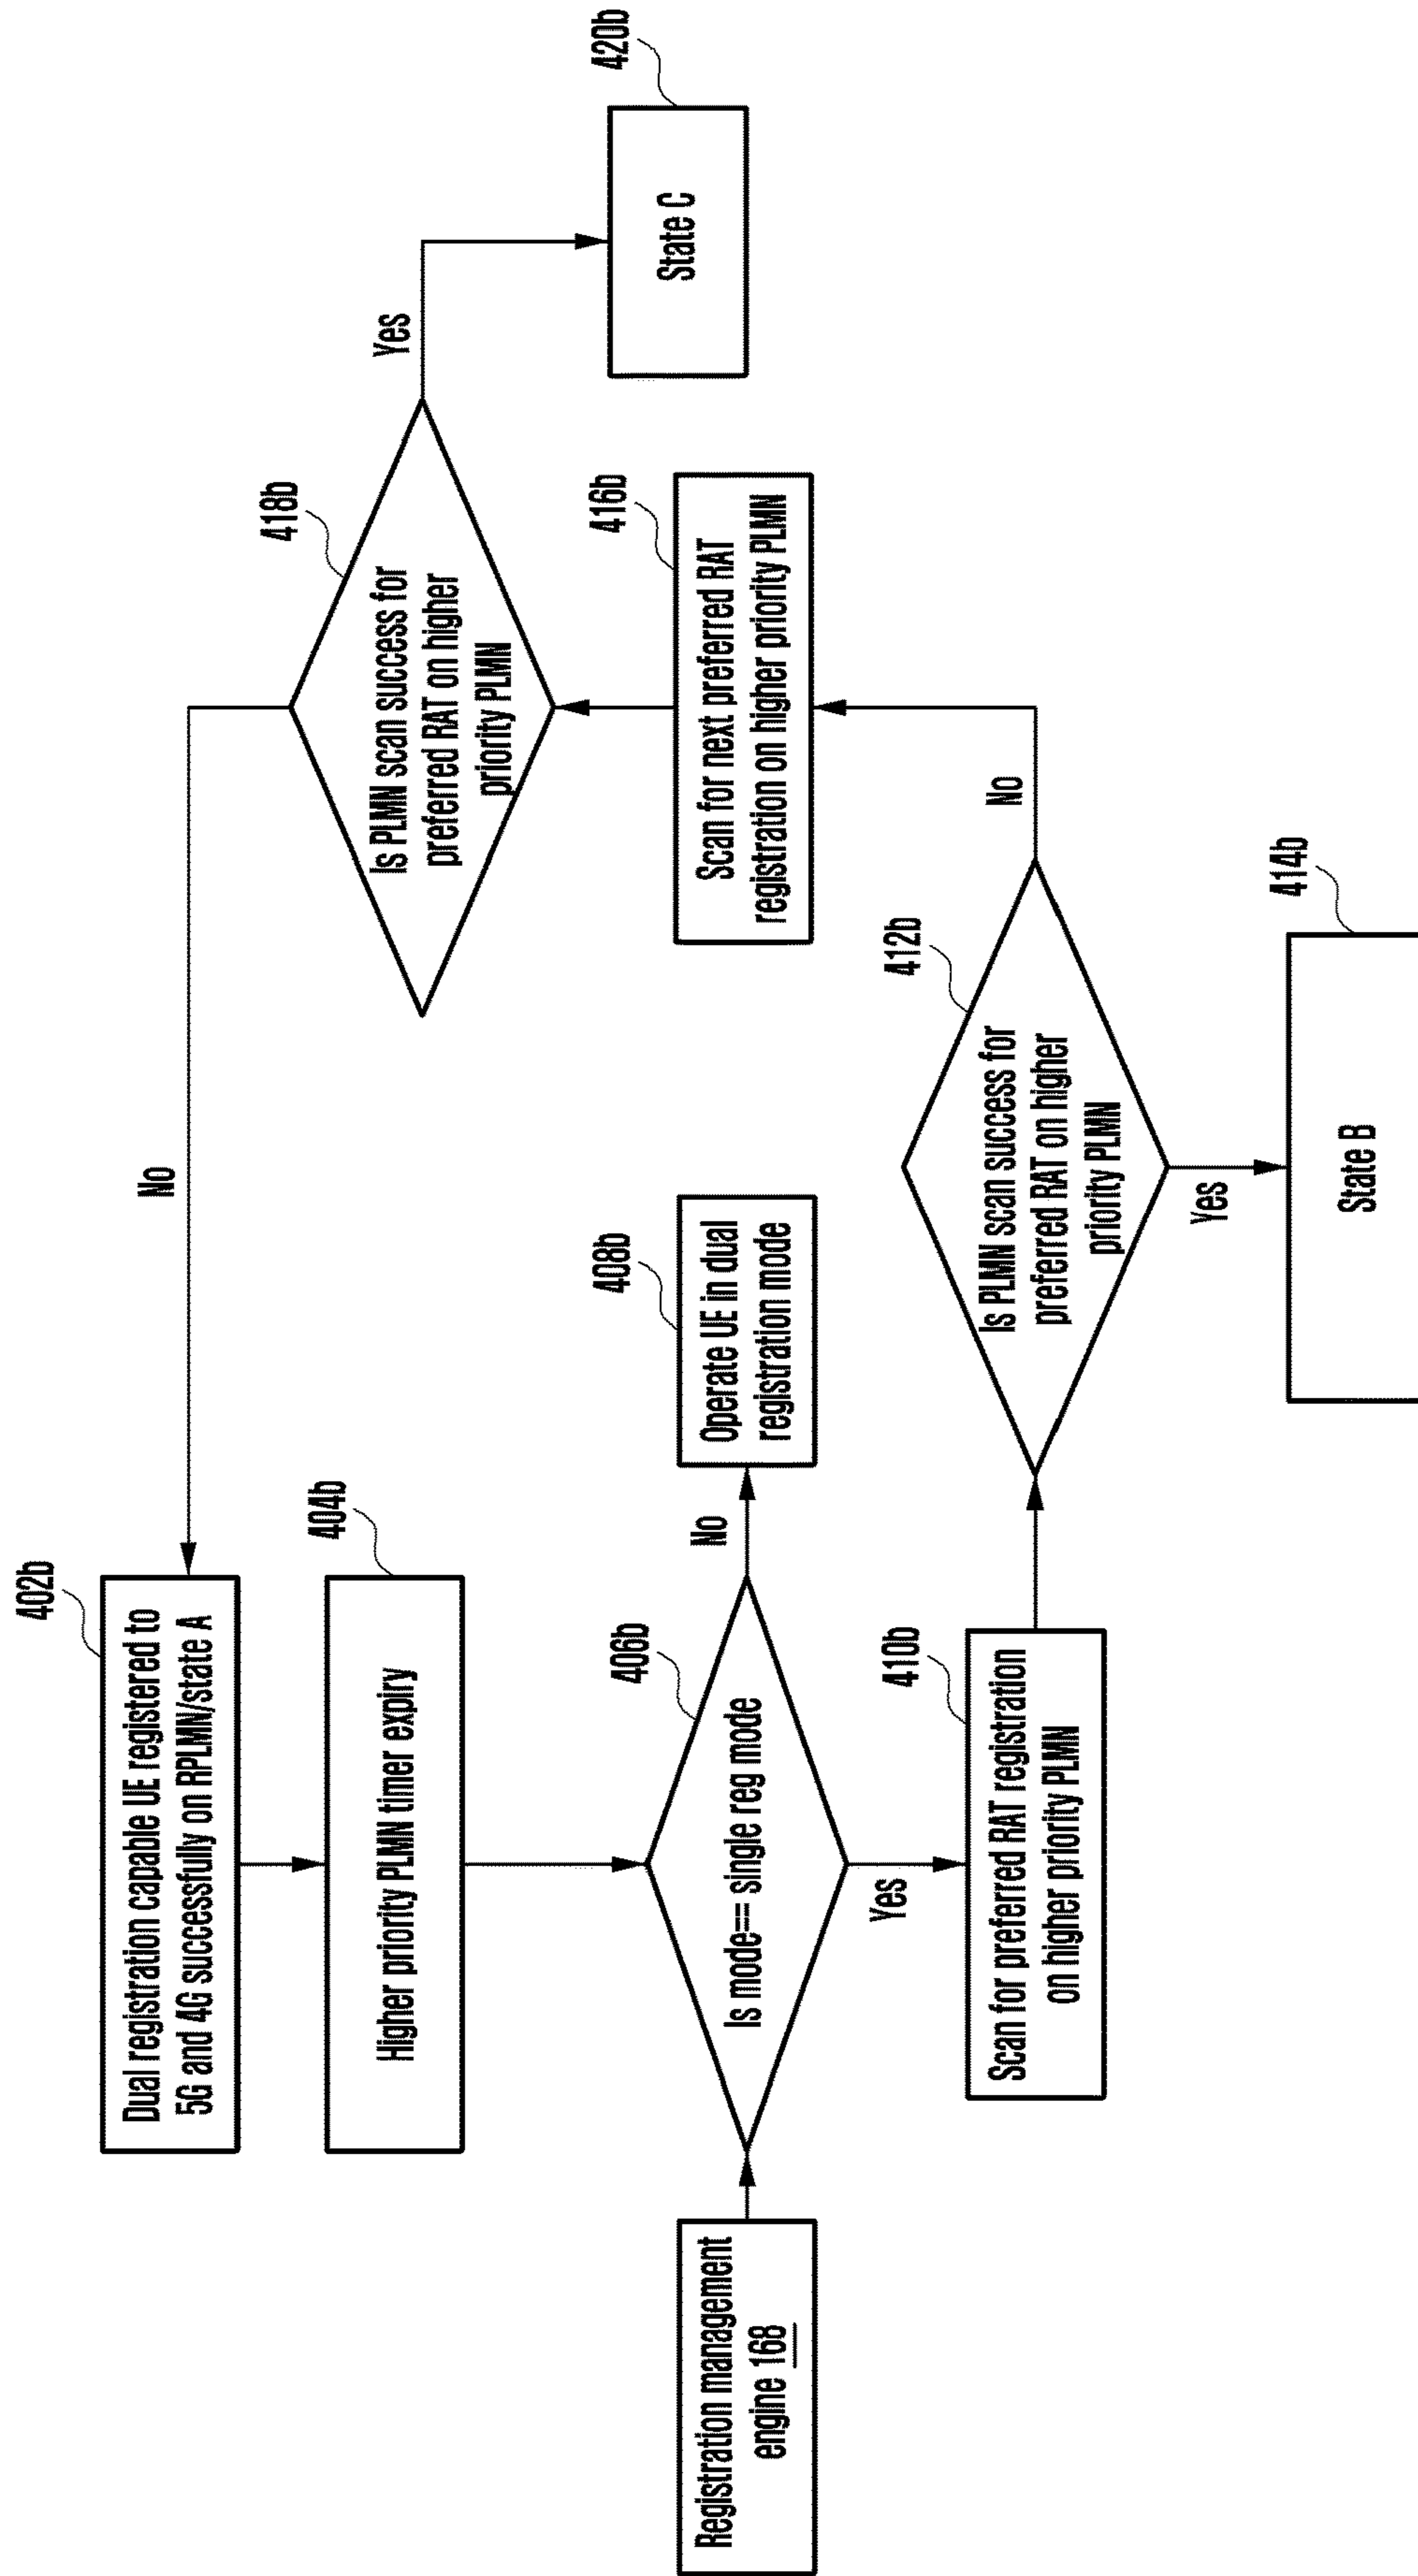 402b
Dual registration capable UE registered to
5G and 4G successfully on RPLMN/state A
404b
Higher priority PLMN timer expiry
Registration management
engine 168
406b
Is mode== single reg mode
No
408b
Operate UE in dual
registration mode
Yes
410b
Scan for preferred RAT registration
on higher priority PLMN
412b
Is PLMN scan success for
preferred RAT on higher
priority PLMN
Yes
414b
State B
No
416b
Scan for next preferred RAT
registration on higher priority PLMN
418b
Is PLMN scan success for
preferred RAT on higher
priority PLMN
No
Yes
420b
State C